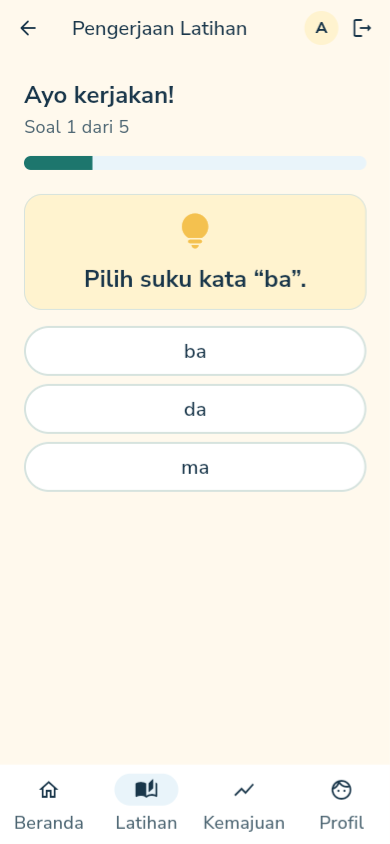 Pengerjaan Latihan
A
Ayo kerjakan!
Soal 1 dari 5
Pilih suku kata “ba”.
ba
da
ma
Beranda
Latihan
Kemajuan
Profil